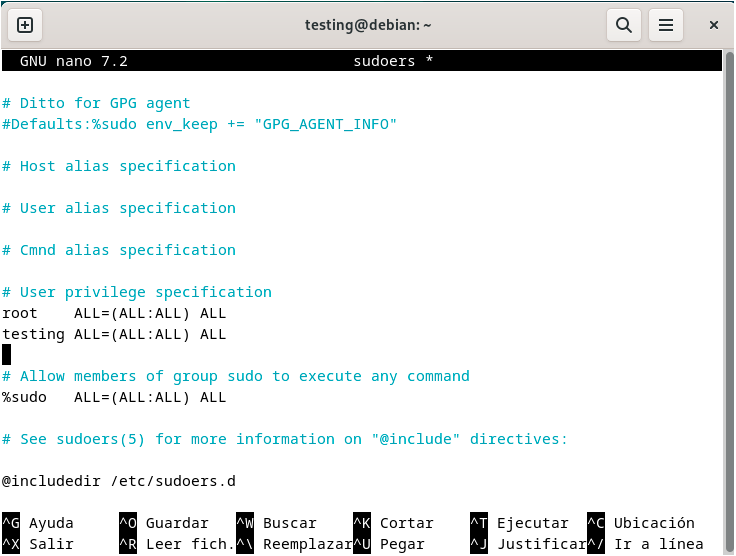 testing@debian: ~
GNU nano 7.2 sudoers *
# Ditto for GPG agent
#Defaults:%sudo env_keep += "GPG_AGENT_INFO"
# Host alias specification
# User alias specification
# Cmnd alias specification
# User privilege specification
root    ALL=(ALL:ALL) ALL
testing ALL=(ALL:ALL) ALL
# Allow members of group sudo to execute any command
%sudo   ALL=(ALL:ALL) ALL
# See sudoers(5) for more information on "@include" directives:
@includedir /etc/sudoers.d
^G Ayuda ^O Guardar ^W Buscar ^K Cortar ^T Ejecutar ^C Ubicación
^X Salir ^R Leer fich. ^\ Reemplazar ^U Pegar ^J Justificar ^/ Ir a línea